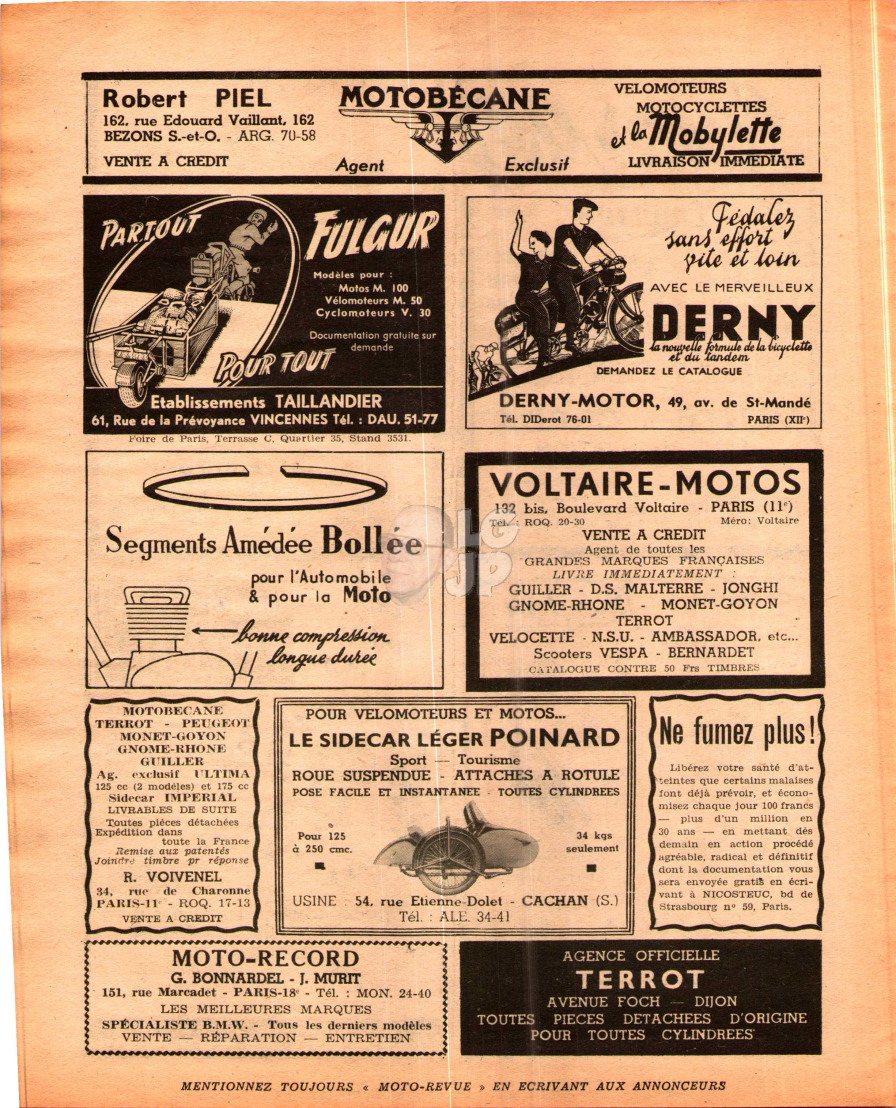 Robert PIEL
162, rue Edouard Vaillant, 162
BEZONS S.-et-O. - ARG. 70-58
VENTE A CREDIT
MOTOBÉCANE
Agent Exclusif
VELOMOTEURS
MOTOCYCLETTES
et la Mobylette
LIVRAISON IMMEDIATE
PARTOUT
POUR TOUT
FULGUR
Modèles pour :
Motos M. 100
Vélomoteurs M. 50
Cyclomoteurs V. 30
Documentation gratuite sur
demande
Etablissements TAILLANDIER
61, Rue de la Prévoyance VINCENNES Tél. : DAU. 51-77
Foire de Paris, Terrasse C, Quartier 35, Stand 3531.
Pédalez
sans effort
vite et loin
AVEC LE MERVEILLEUX
DERNY
la nouvelle formule de la bicyclette
et du tandem
DEMANDEZ LE CATALOGUE
DERNY-MOTOR, 49, av. de St-Mandé
Tél. DIDerot 76-01 PARIS (XIIe)
Segments Amédée Bollée
pour l'Automobile
& pour la Moto
bonne compression
longue durée
LG
JP
VOLTAIRE-MOTOS
132 bis, Boulevard Voltaire - PARIS (11e)
Tél. : ROQ. 20-30 Méro: Voltaire
VENTE A CREDIT
Agent de toutes les
GRANDES MARQUES FRANÇAISES
LIVRE IMMEDIATEMENT :
GUILLER - D.S. MALTERRE - JONGHI
GNOME-RHONE - MONET-GOYON
TERROT
VELOCETTE - N.S.U. - AMBASSADOR, etc...
Scooters VESPA - BERNARDET
CATALOGUE CONTRE 50 Frs TIMBRES
MOTOBECANE
TERROT - PEUGEOT
MONET-GOYON
GNOME-RHONE
GUILLER
Ag. exclusif ULTIMA
125 cc (2 modèles) et 175 cc
Sidecar IMPERIAL
LIVRABLES DE SUITE
Toutes pièces détachées
Expédition dans
toute la France
Remise aux patentés
Joindre timbre pr réponse
R. VOIVENEL
34, rue de Charonne
PARIS-11e - ROQ. 17-13
VENTE A CREDIT
POUR VELOMOTEURS ET MOTOS...
LE SIDECAR LÉGER POINARD
Sport — Tourisme
ROUE SUSPENDUE - ATTACHES A ROTULE
POSE FACILE ET INSTANTANEE - TOUTES CYLINDREES
Pour 125
à 250 cmc.
34 kgs
seulement
USINE : 54, rue Etienne-Dolet - CACHAN (S.)
Tél. : ALE. 34-41
Ne fumez plus!
Libérez votre santé d'at-
teintes que certains malaises
font déjà prévoir, et écono-
misez chaque jour 100 francs
— plus d'un million en
30 ans — en mettant dès
demain en action procédé
agréable, radical et définitif
dont la documentation vous
sera envoyée gratis en écri-
vant à NICOSTEUC, bd de
Strasbourg n° 59, Paris.
MOTO-RECORD
G. BONNARDEL - J. MURIT
151, rue Marcadet - PARIS-18e - Tél. : MON. 24-40
LES MEILLEURES MARQUES
SPÉCIALISTE B.M.W. - Tous les derniers modèles
VENTE — RÉPARATION — ENTRETIEN
AGENCE OFFICIELLE
TERROT
AVENUE FOCH — DIJON
TOUTES PIECES DETACHEES D'ORIGINE
POUR TOUTES CYLINDREES
MENTIONNEZ TOUJOURS « MOTO-REVUE » EN ECRIVANT AUX ANNONCEURS